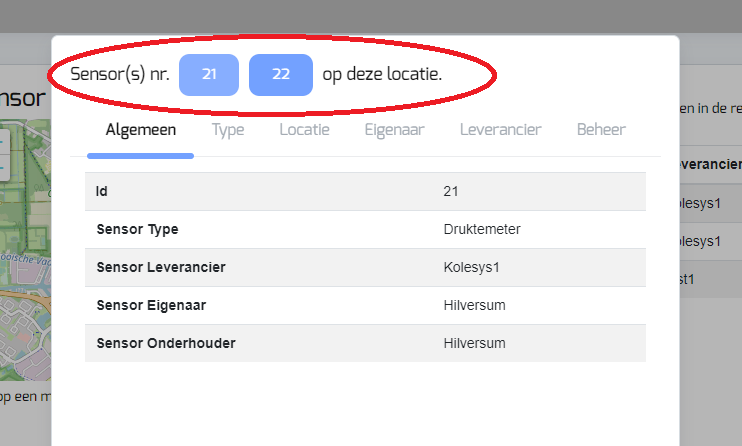 Sensor(s) nr. 21 22 op deze locatie.
nsor
en in de re
Algemeen Type Locatie Eigenaar Leverancier Beheer
everancier
Id 21
olesys1
Sensor Type Druktemeter
olesys1
Sensor Leverancier Kolesys1
ooische Vaa
st1
Sensor Eigenaar Hilversum
Sensor Onderhouder Hilversum
op een m